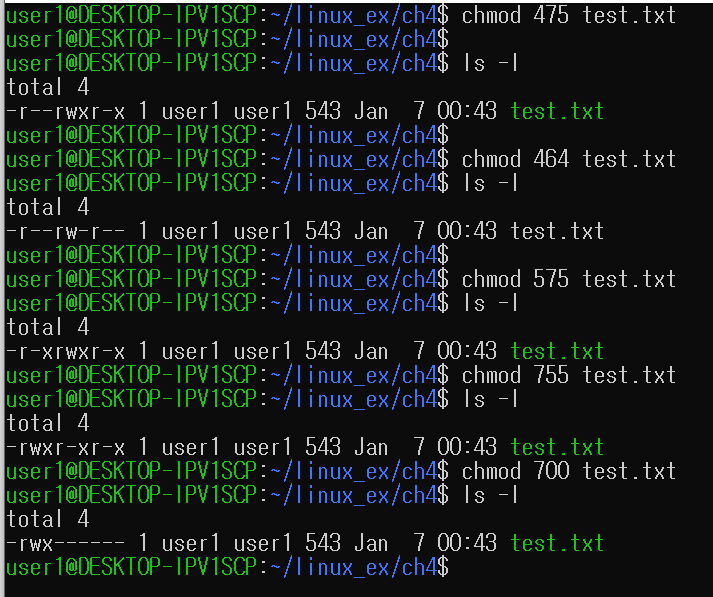 user1@DESKTOP-IPV1SCP:~/linux_ex/ch4$ chmod 475 test.txt
user1@DESKTOP-IPV1SCP:~/linux_ex/ch4$
user1@DESKTOP-IPV1SCP:~/linux_ex/ch4$ ls -l
total 4
-r--rwxr-x 1 user1 user1 543 Jan  7 00:43 test.txt
user1@DESKTOP-IPV1SCP:~/linux_ex/ch4$
user1@DESKTOP-IPV1SCP:~/linux_ex/ch4$ chmod 464 test.txt
user1@DESKTOP-IPV1SCP:~/linux_ex/ch4$ ls -l
total 4
-r--rw-r-- 1 user1 user1 543 Jan  7 00:43 test.txt
user1@DESKTOP-IPV1SCP:~/linux_ex/ch4$
user1@DESKTOP-IPV1SCP:~/linux_ex/ch4$ chmod 575 test.txt
user1@DESKTOP-IPV1SCP:~/linux_ex/ch4$ ls -l
total 4
-r-xrwxr-x 1 user1 user1 543 Jan  7 00:43 test.txt
user1@DESKTOP-IPV1SCP:~/linux_ex/ch4$ chmod 755 test.txt
user1@DESKTOP-IPV1SCP:~/linux_ex/ch4$ ls -l
total 4
-rwxr-xr-x 1 user1 user1 543 Jan  7 00:43 test.txt
user1@DESKTOP-IPV1SCP:~/linux_ex/ch4$ chmod 700 test.txt
user1@DESKTOP-IPV1SCP:~/linux_ex/ch4$ ls -l
total 4
-rwx------ 1 user1 user1 543 Jan  7 00:43 test.txt
user1@DESKTOP-IPV1SCP:~/linux_ex/ch4$